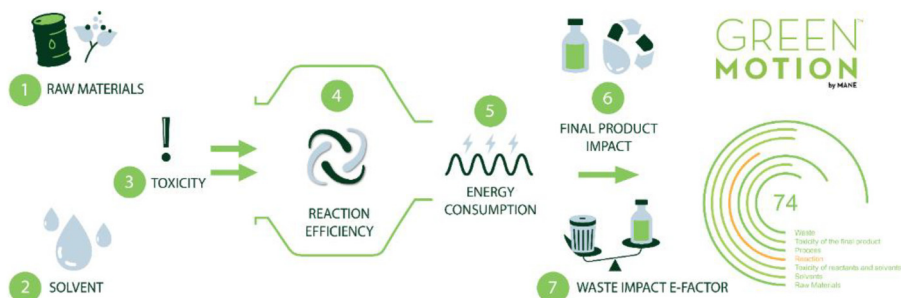 1 RAW MATERIALS
2 SOLVENT
3 TOXICITY
4
REACTION
EFFICIENCY
5
ENERGY
CONSUMPTION
6
FINAL PRODUCT
IMPACT
7 WASTE IMPACT E-FACTOR
GREEN
MOTION™
by MANE
74
Waste
Toxicity of the final product
Process
Reaction
Toxicity of reactants and solvents
Solvents
Raw Materials